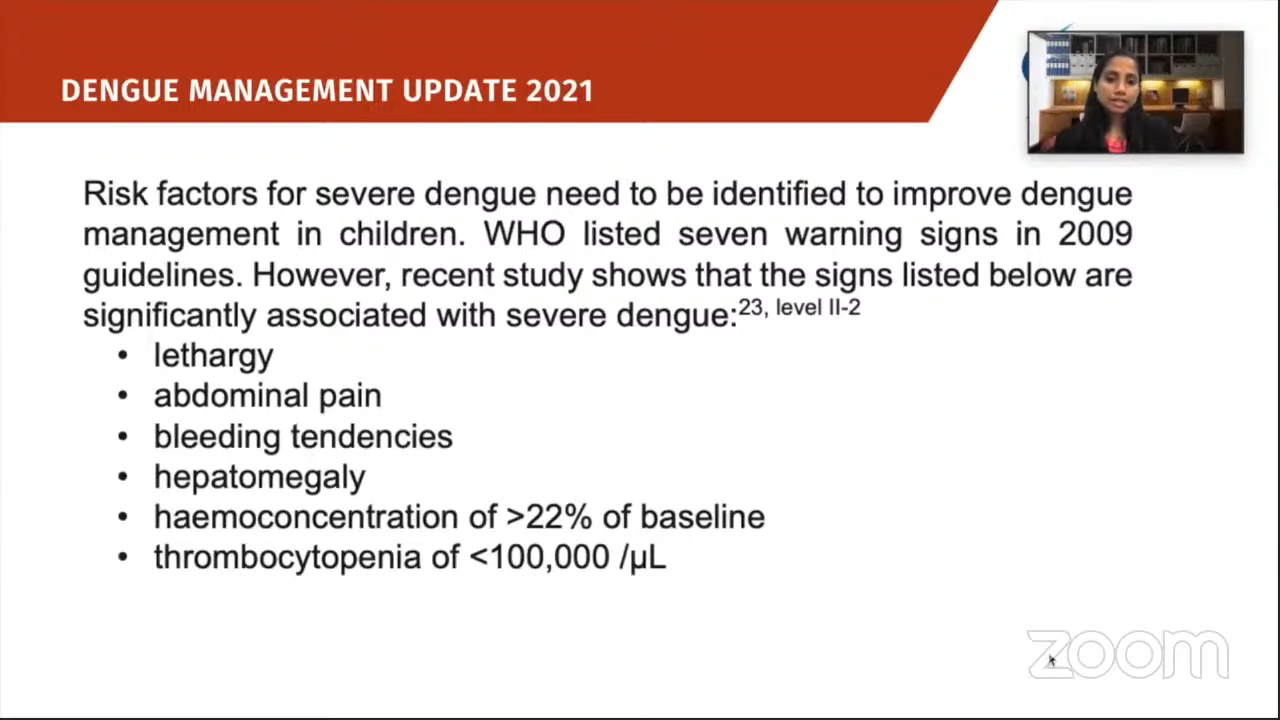 DENGUE MANAGEMENT UPDATE 2021
Risk factors for severe dengue need to be identified to improve dengue
management in children. WHO listed seven warning signs in 2009
guidelines. However, recent study shows that the signs listed below are
significantly associated with severe dengue:23, level II-2
• lethargy
• abdominal pain
• bleeding tendencies
• hepatomegaly
• haemoconcentration of >22% of baseline
• thrombocytopenia of <100,000 /µL
zoom